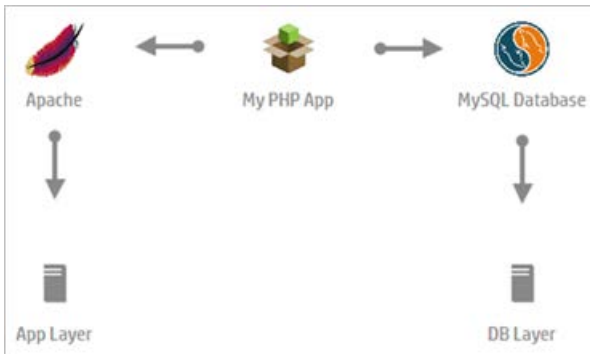 Apache
My PHP App
MySQL Database
App Layer
DB Layer